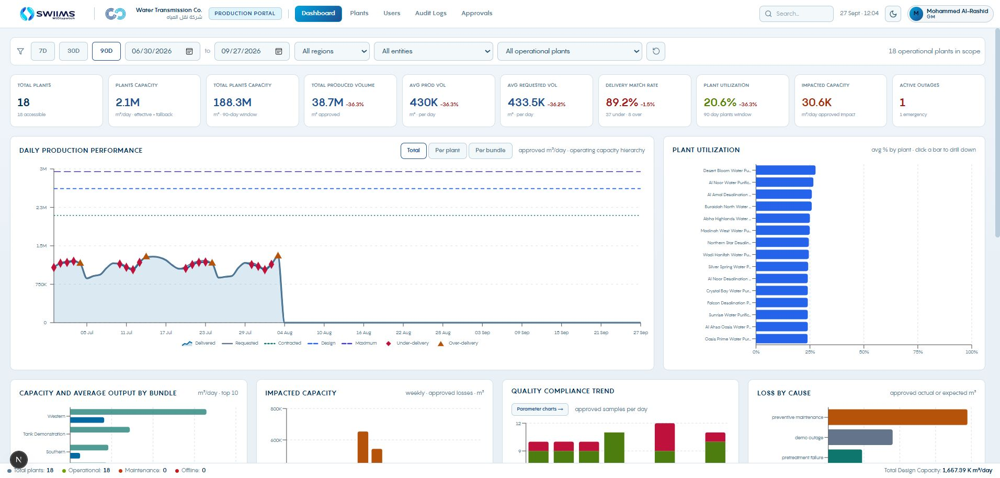 SWIIMS
WiDispatch
Water Transmission Co.
شركة نقل المياه
PRODUCTION PORTAL
Dashboard
Plants
Users
Audit Logs
Approvals
Search...
27 Sept · 12:04
M
Mohammed Al-Rashid
GM
7D
30D
90D
06/30/2026
to
09/27/2026
All regions
All entities
All operational plants
18 operational plants in scope
TOTAL PLANTS
18
18 accessible
PLANTS CAPACITY
2.1M
m³/day · effective + fallback
TOTAL PLANTS CAPACITY
188.3M
m³ · 90-day window
TOTAL PRODUCED VOLUME
38.7M -36.3%
m³ approved
AVG PROD VOL
430K -36.3%
m³ · per day
AVG REQUESTED VOL
433.5K -36.2%
m³ · per day
DELIVERY MATCH RATE
89.2% -1.5%
37 under · 8 over
PLANT UTILIZATION
20.6% -36.3%
90 day plants window
IMPACTED CAPACITY
30.6K
m³/day approved impact
ACTIVE OUTAGES
1
1 emergency
DAILY PRODUCTION PERFORMANCE
Total
Per plant
Per bundle
approved m³/day · operating capacity hierarchy
3M
2.3M
1.5M
750K
0
05 Jul
11 Jul
17 Jul
23 Jul
29 Jul
04 Aug
10 Aug
16 Aug
22 Aug
28 Aug
03 Sep
09 Sep
15 Sep
21 Sep
27 Sep
Delivered
Requested
Contracted
Design
Maximum
Under-delivery
Over-delivery
PLANT UTILIZATION
avg % by plant · click a bar to drill down
Desert Bloom Water Pu...
Al Noor Water Purific...
Al Amal Desalination ...
Buraidah North Water ...
Abha Highlands Water ...
Madinah West Water Pu...
Northern Star Desalin...
Wadi Hanifah Water Pu...
Silver Spring Water P...
Al Noor Desalination ...
Crystal Bay Water Pur...
Falcon Desalination P...
Sunrise Water Purific...
Al Ahsa Oasis Water P...
Oasis Prime Water Pur...
0%
25%
50%
75%
100%
CAPACITY AND AVERAGE OUTPUT BY BUNDLE
m³/day · top 10
Western
Tank Demonstration
Southern
IMPACTED CAPACITY
weekly · approved losses · m³
800K
600K
QUALITY COMPLIANCE TREND
Parameter charts →
approved samples per day
12
9
LOSS BY CAUSE
approved actual or expected m³
preventive maintenance
demo outage
pretreatment failure
N
Total plants: 18
Operational: 18
Maintenance: 0
Offline: 0
Total Design Capacity: 1,657.39 K m³/day